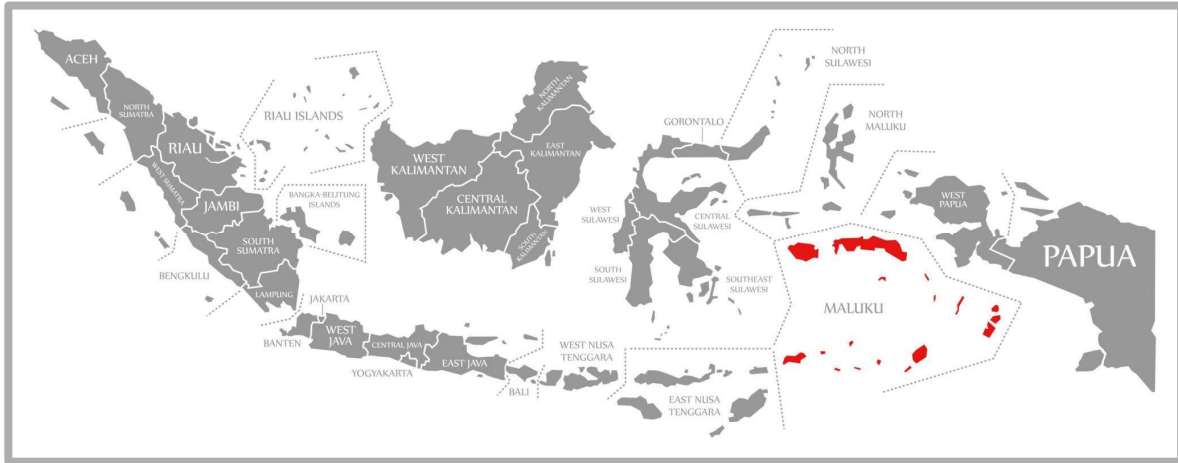 ACEH
NORTH
SUMATRA
RIAU
RIAU ISLANDS
WEST SUMATRA
JAMBI
BANGKA-BELITUNG
ISLANDS
SOUTH
SUMATRA
BENGKULU
LAMPUNG
JAKARTA
BANTEN
WEST
JAVA
CENTRAL JAVA
YOGYAKARTA
EAST JAVA
BALI
WEST NUSA
TENGGARA
EAST NUSA
TENGGARA
WEST
KALIMANTAN
CENTRAL
KALIMANTAN
SOUTH
KALIMANTAN
EAST
KALIMANTAN
NORTH
KALIMANTAN
GORONTALO
NORTH
SULAWESI
WEST
SULAWESI
CENTRAL
SULAWESI
SOUTH
SULAWESI
SOUTHEAST
SULAWESI
NORTH
MALUKU
MALUKU
WEST
PAPUA
PAPUA